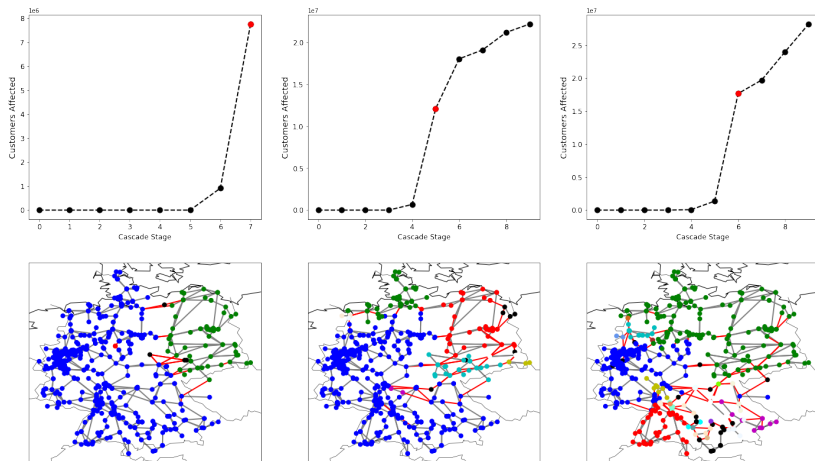 1e6
8
7
6
5
4
3
2
1
0
Customers Affected
0 1 2 3 4 5 6 7
Cascade Stage
1e7
2.0
1.5
1.0
0.5
0.0
Customers Affected
0 2 4 6 8
Cascade Stage
1e7
2.5
2.0
1.5
1.0
0.5
0.0
Customers Affected
0 2 4 6 8
Cascade Stage